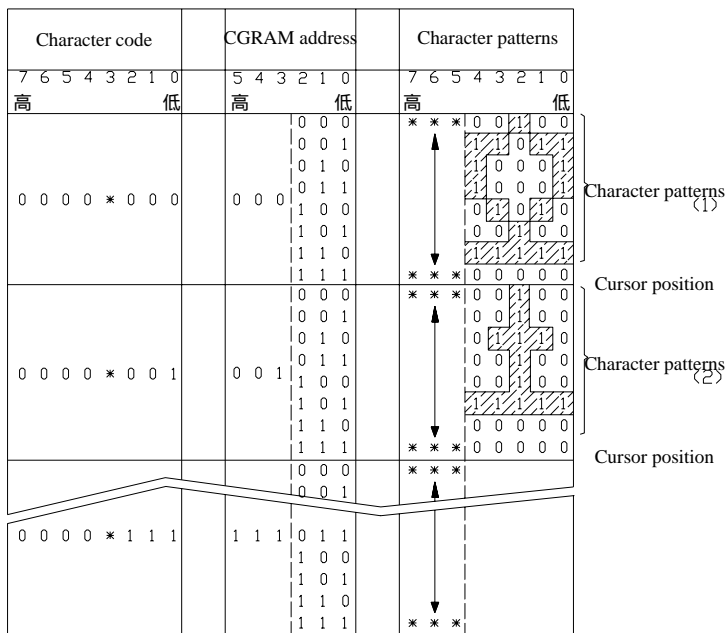 Character code CGRAM address Character patterns
7 6 5 4 3 2 1 0 5 4 3 2 1 0 7 6 5 4 3 2 1 0
高 低 高 低 高 低
0 0 0 * * * 0 0 1 0 0
0 0 1 1 1 0 1 1
0 1 0 1 0 0 0 1
0 1 1 1 0 0 0 1
0 0 0 0 * 0 0 0 0 0 0 Character patterns
(1)
1 0 0 0 1 0 1 0
1 0 1 0 0 1 0 0
1 1 0 1 1 1 1 1
1 1 1 * * * 0 0 0 0 0
Cursor position
0 0 0 * * * 0 0 1 0 0
0 0 1 0 0 1 0 0
0 1 0 0 1 1 1 0
0 1 1 0 0 1 0 0
0 0 0 0 * 0 0 1 0 0 1 Character patterns
(2)
1 0 0 0 0 1 0 0
1 0 1 1 1 1 1 1
1 1 0 0 0 0 0 0
1 1 1 * * * 0 0 0 0 0
Cursor position
0 0 0 * * *
0 0 1
0 0 0 0 * 1 1 1 1 1 1 0 1 1
1 0 0
1 0 1
1 1 0
1 1 1 * * *